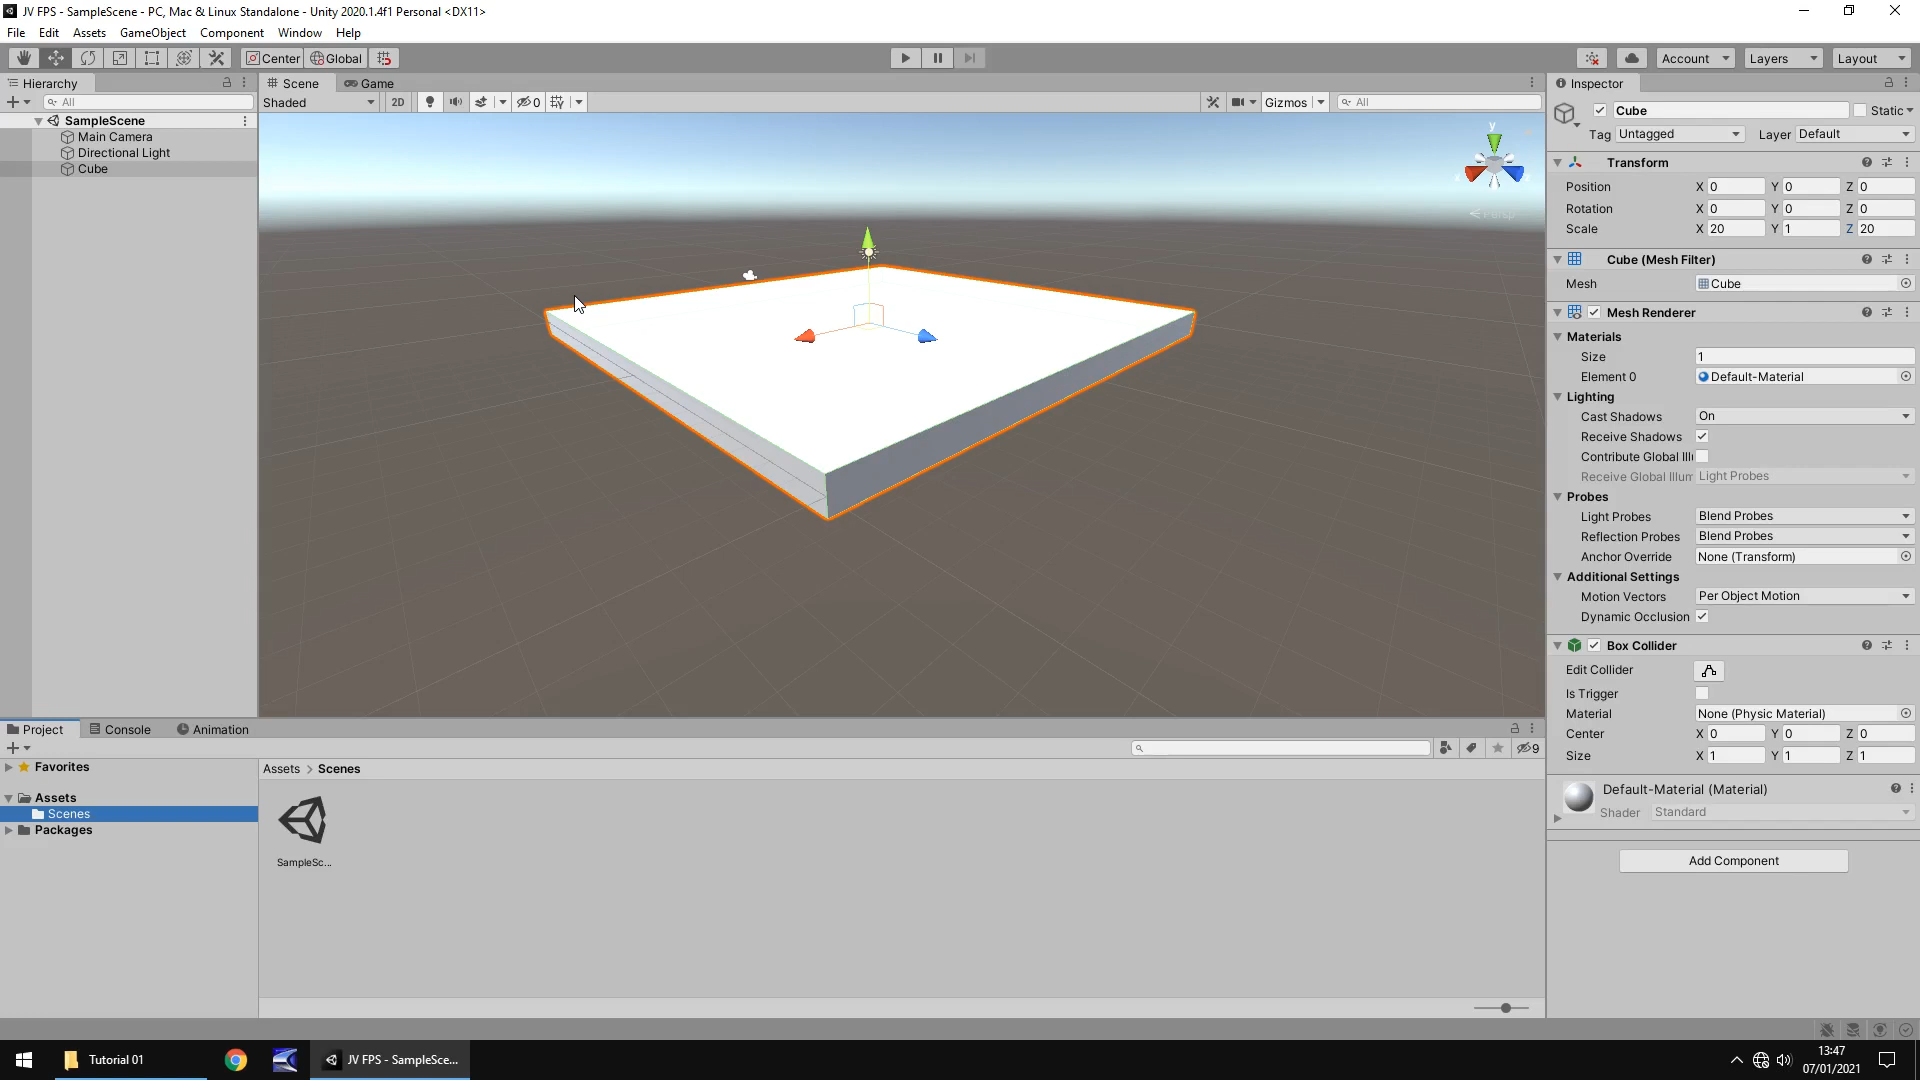 JV FPS - SampleScene - PC, Mac & Linux Standalone - Unity 2020.1.4f1 Personal <DX11>
File Edit Assets GameObject Component Window Help
Center Global Account Layers Layout
Hierarchy
All
SampleScene
Main Camera
Directional Light
Cube
Scene Game
Shaded 2D 0 Gizmos All
y
Persp
Inspector
Cube Static
Tag Untagged Layer Default
Transform
Position X 0 Y 0 Z 0
Rotation X 0 Y 0 Z 0
Scale X 20 Y 1 Z 20
Cube (Mesh Filter)
Mesh Cube
Mesh Renderer
Materials
Size 1
Element 0 Default-Material
Lighting
Cast Shadows On
Receive Shadows
Contribute Global Illu
Receive Global Illum Light Probes
Probes
Light Probes Blend Probes
Reflection Probes Blend Probes
Anchor Override None (Transform)
Additional Settings
Motion Vectors Per Object Motion
Dynamic Occlusion
Box Collider
Edit Collider
Is Trigger
Material None (Physic Material)
Center X 0 Y 0 Z 0
Size X 1 Y 1 Z 1
Default-Material (Material)
Shader Standard
Add Component
Project Console Animation
9
Favorites
Assets
Scenes
Packages
Assets > Scenes
SampleSc...
Tutorial 01
JV FPS - SampleSce...
13:47
07/01/2021